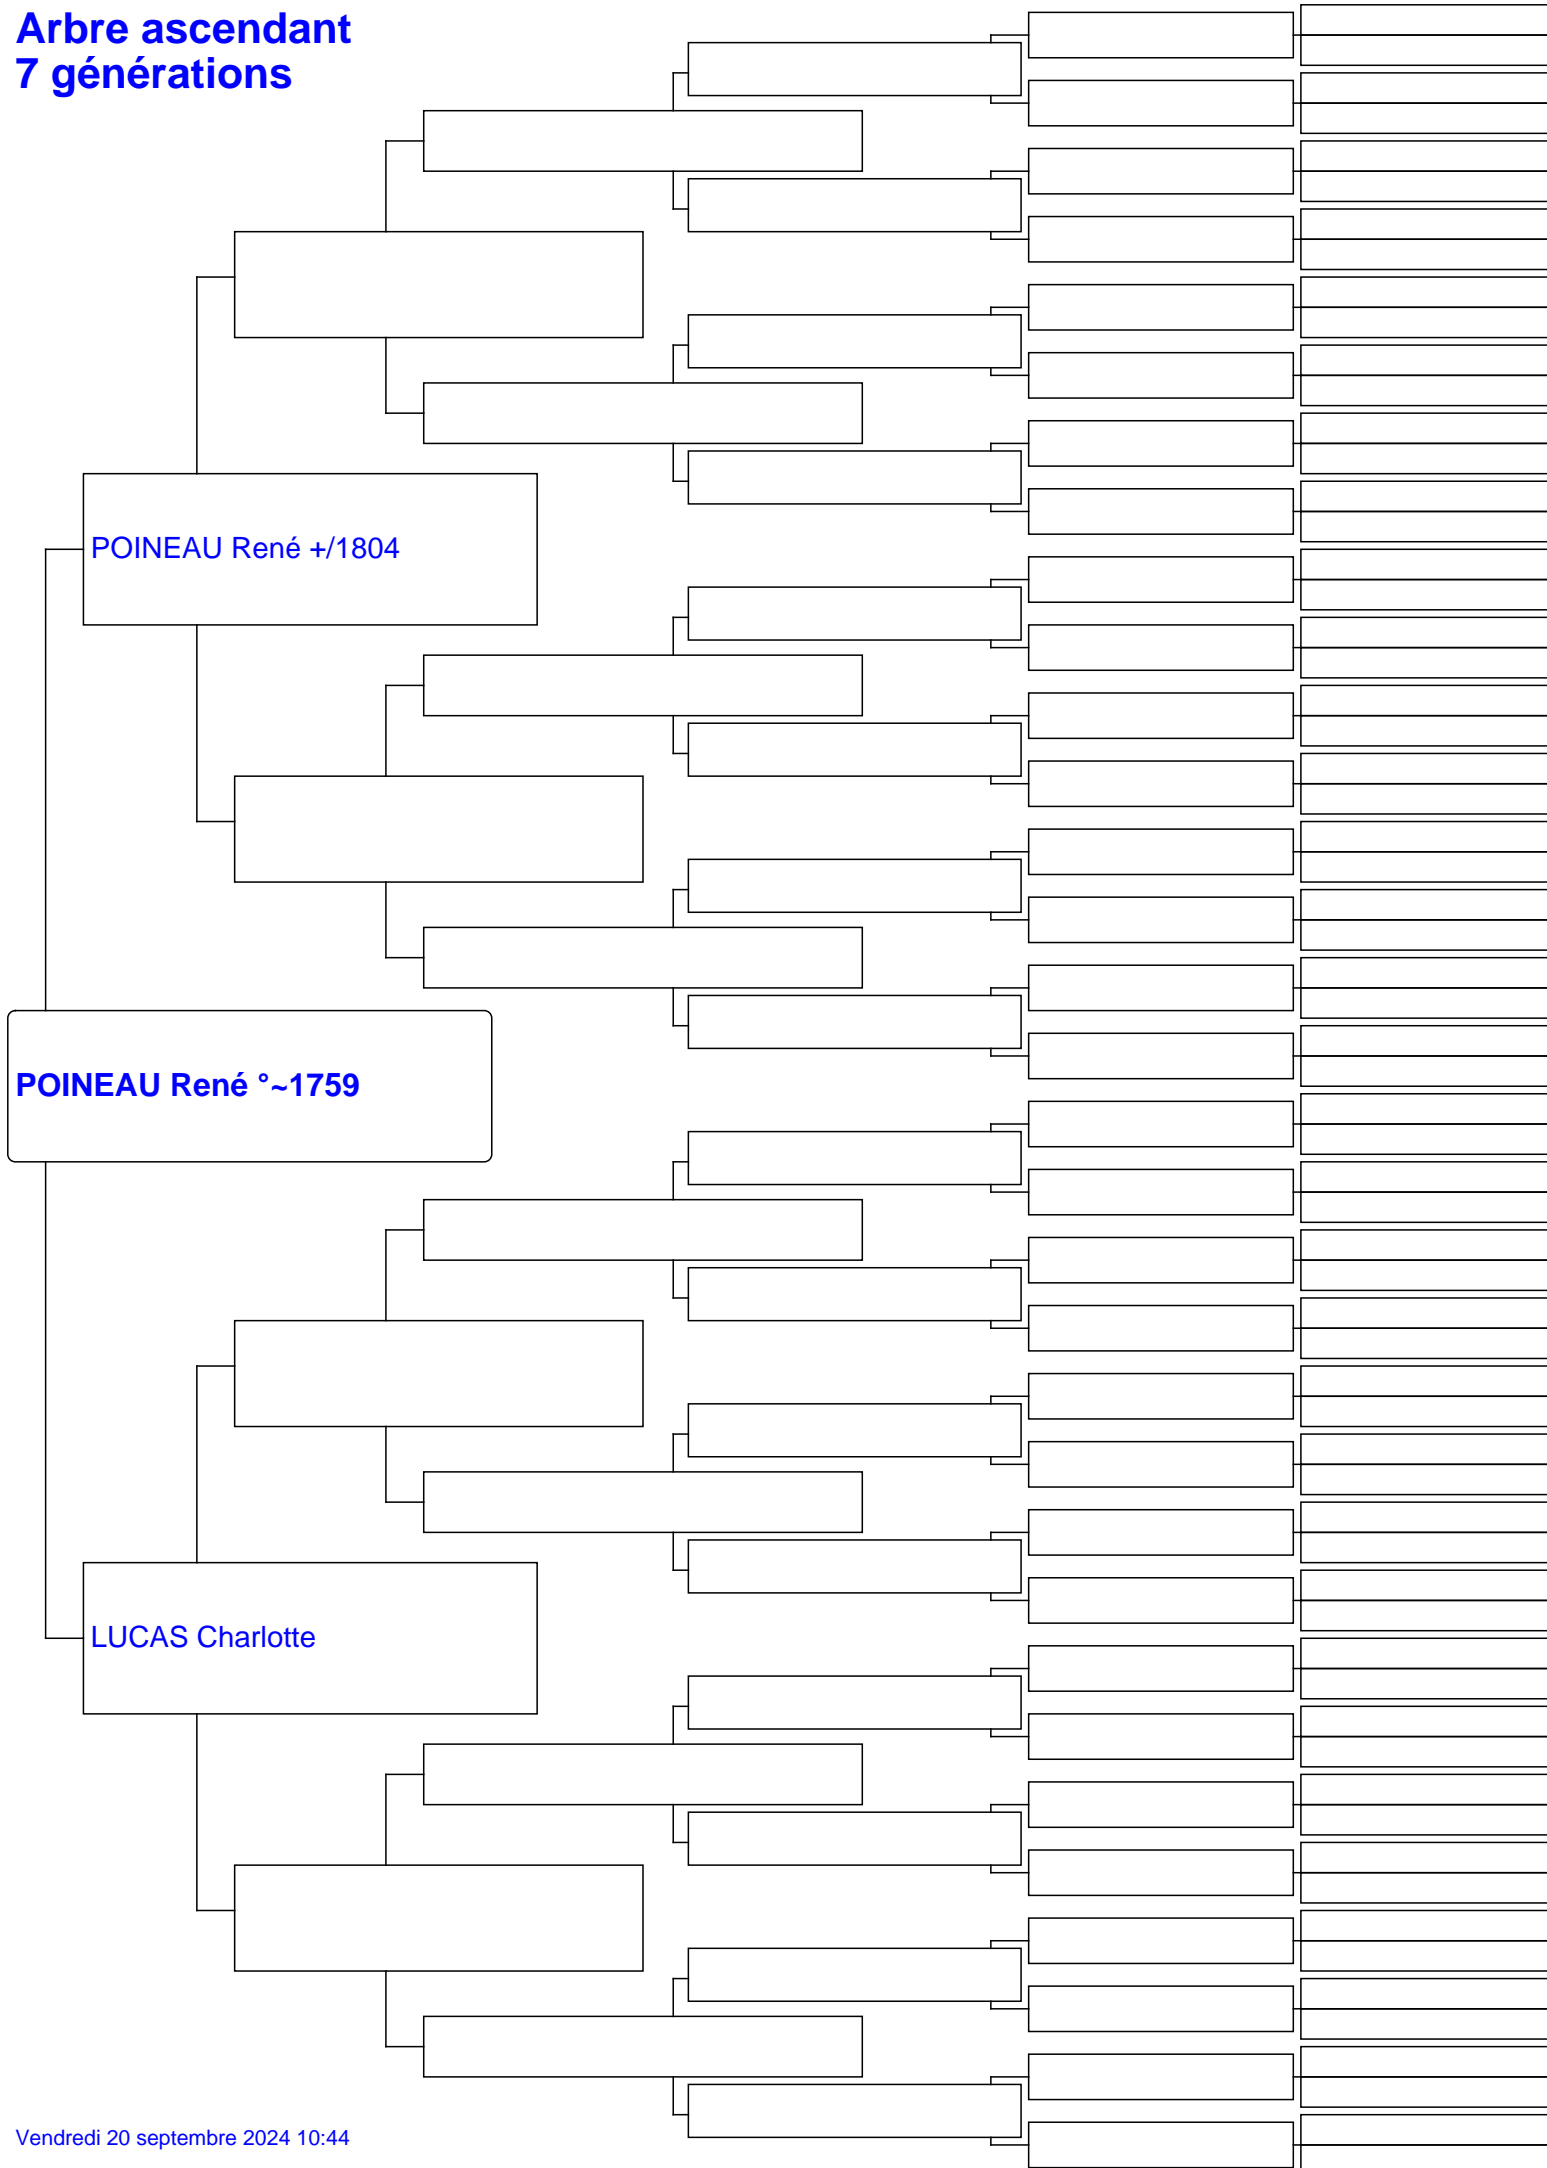 Arbre ascendant
7 générations
POINEAU René +/1804
POINEAU René °~1759
LUCAS Charlotte
Vendredi 20 septembre 2024 10:44